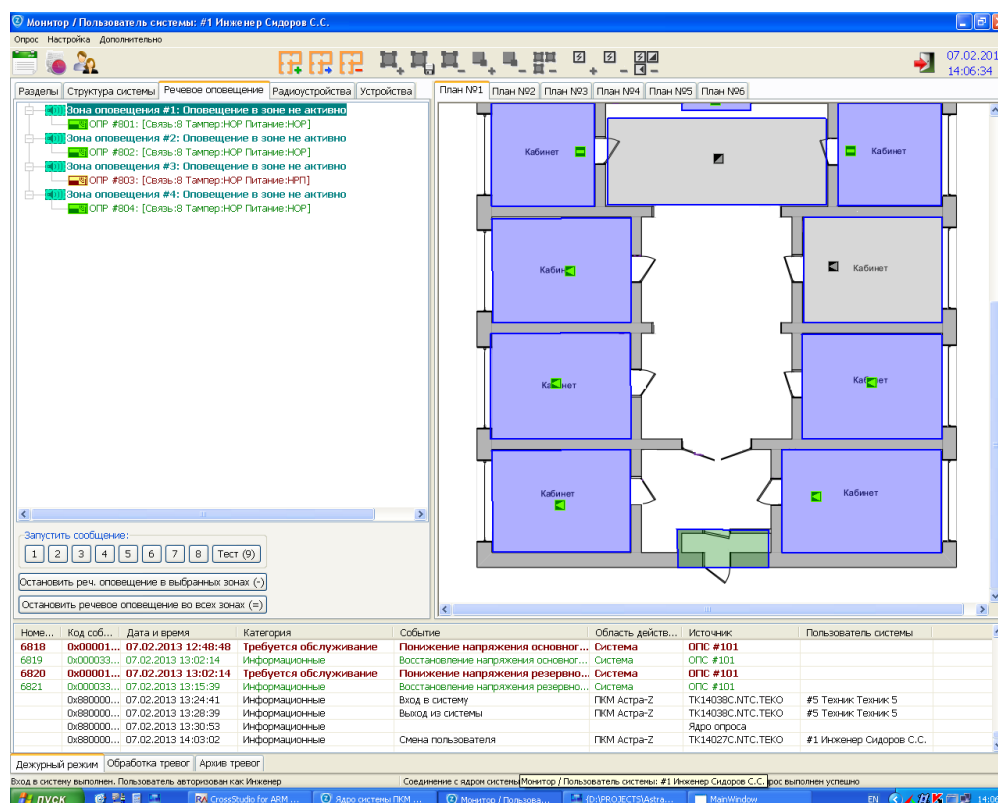 Монитор / Пользователь системы: #1 Инженер Сидоров С.С.
Опрос Настройка Дополнительно
07.02.201
14:06:34
Разделы Структура системы Речевое оповещение Радиоустройства Устройства
План №1 План №2 План №3 План №4 План №5 План №6
Зона оповещения #1: Оповещение в зоне не активно
ОПР #801: [Связь:8 Тампер:НОР Питание:НОР]
Зона оповещения #2: Оповещение в зоне не активно
ОПР #802: [Связь:8 Тампер:НОР Питание:НОР]
Зона оповещения #3: Оповещение в зоне не активно
ОПР #803: [Связь:8 Тампер:НОР Питание:НРП]
Зона оповещения #4: Оповещение в зоне не активно
ОПР #804: [Связь:8 Тампер:НОР Питание:НОР]
Кабинет
Кабинет
Кабинет
Кабинет
Кабинет
Кабинет
Кабинет
Кабинет
Запустить сообщение:
1 2 3 4 5 6 7 8 Тест (9)
Остановить реч. оповещение в выбранных зонах (-)
Остановить речевое оповещение во всех зонах (=)
Номе... Код соб... Дата и время Категория Событие Область действ... Источник Пользователь системы
6818 0x00001... 07.02.2013 12:48:48 Требуется обслуживание Понижение напряжения основног... Система ОПС #101
6819 0x000033... 07.02.2013 13:02:14 Информационные Восстановление напряжения основног... Система ОПС #101
6820 0x00001... 07.02.2013 13:02:14 Требуется обслуживание Понижение напряжения резервно... Система ОПС #101
6821 0x000033... 07.02.2013 13:15:39 Информационные Восстановление напряжения резервно... Система ОПС #101
0x880000... 07.02.2013 13:24:41 Информационные Вход в систему ПКМ Астра-Z TK14038C.NTC.TEKO #5 Техник Техник 5
0x880000... 07.02.2013 13:28:39 Информационные Выход из системы ПКМ Астра-Z TK14038C.NTC.TEKO #5 Техник Техник 5
0x880000... 07.02.2013 13:30:53 Информационные Ядро опроса
0x880000... 07.02.2013 14:03:02 Информационные Смена пользователя ПКМ Астра-Z TK14027C.NTC.TEKO #1 Инженер Сидоров С.С.
Дежурный режим Обработка тревог Архив тревог
Вход в систему выполнен. Пользователь авторизован как Инженер
Соединение с ядром системы Монитор / Пользователь системы: #1 Инженер Сидоров С.С. рос выполнен успешно
пуск CrossStudio for ARM ... Ядро системы ПКМ ... Монитор / Пользова... (D:\PROJECTS\Astra... MainWindow EN 14:06